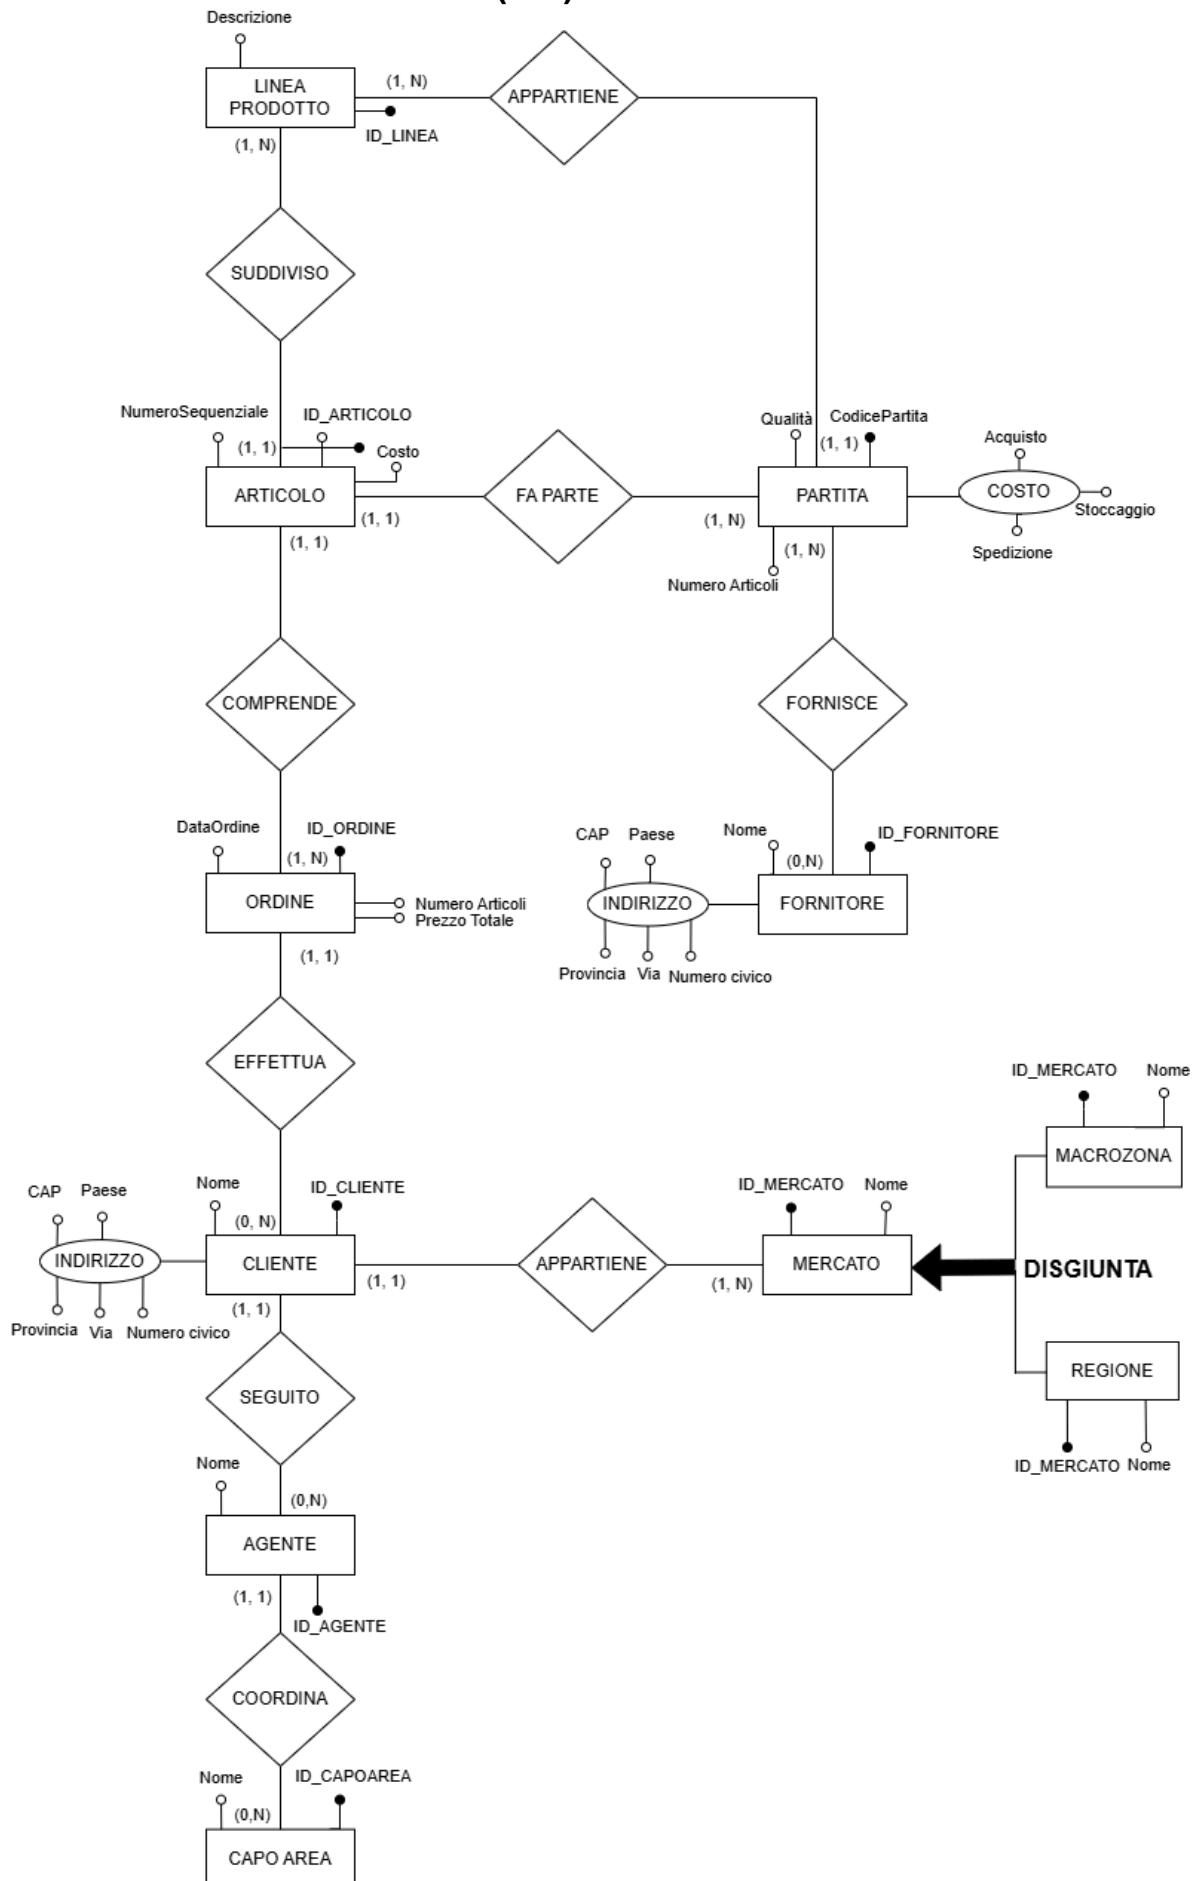 Descrizione
LINEA
PRODOTTO
(1, N)
APPARTIENE
ID_LINEA
(1, N)
SUDDIVISO
NumeroSequenziale
ID_ARTICOLO
(1, 1)
Costo
ARTICOLO
(1, 1)
(1, 1)
FA PARTE
Qualità
CodicePartita
(1, 1)
PARTITA
(1, N)
(1, N)
Numero Articoli
Acquisto
COSTO
Stoccaggio
Spedizione
COMPRENDE
FORNISCE
DataOrdine
ID_ORDINE
(1, N)
ORDINE
Numero Articoli
Prezzo Totale
(1, 1)
CAP
Paese
INDIRIZZO
Provincia
Via
Numero civico
Nome
ID_FORNITORE
(0,N)
FORNITORE
EFFETTUA
ID_MERCATO
Nome
MACROZONA
CAP
Paese
INDIRIZZO
Provincia
Via
Numero civico
Nome
ID_CLIENTE
(0, N)
CLIENTE
(1, 1)
(1, 1)
APPARTIENE
ID_MERCATO
Nome
(1, N)
MERCATO
DISGIUNTA
REGIONE
ID_MERCATO
Nome
SEGUITO
Nome
(0,N)
AGENTE
(1, 1)
ID_AGENTE
COORDINA
Nome
ID_CAPOAREA
(0,N)
CAPO AREA